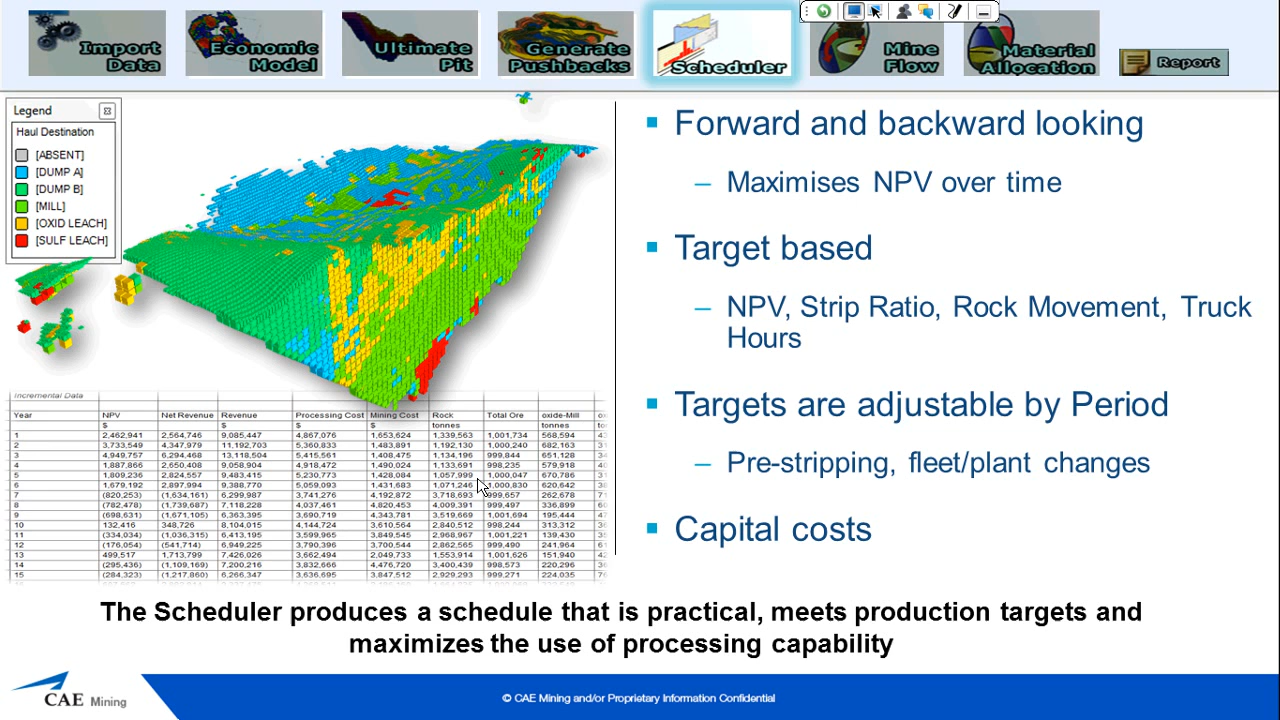 Import
Data
Economic
Model
Ultimate
Pit
Generate
Pushbacks
Scheduler
Mine
Flow
Material
Allocation
Report
Legend
Haul Destination
[ABSENT]
[DUMP A]
[DUMP B]
[MILL]
[OXID LEACH]
[SULF LEACH]
Forward and backward looking
– Maximises NPV over time
Target based
– NPV, Strip Ratio, Rock Movement, Truck
Hours
Targets are adjustable by Period
– Pre-stripping, fleet/plant changes
Capital costs
Incremental Data
Year NPV Net Revenue Revenue Processing Cost Mining Cost Rock Total Ore oxide-Mill
$ $ $ $ $ tonnes tonnes tonnes
1 2,462,941 2,564,746 9,085,447 4,867,076 1,653,624 1,339,563 1,001,734 568,594
2 3,733,549 4,347,979 11,192,703 5,360,833 1,483,891 1,192,130 1,000,240 682,163
3 4,949,757 6,294,468 13,118,504 5,415,561 1,408,475 1,134,196 999,844 651,128
4 1,887,866 2,650,408 9,058,904 4,918,472 1,490,024 1,133,691 998,235 579,918
5 1,809,236 2,824,557 9,483,415 5,230,773 1,428,084 1,057,999 1,000,047 670,786
6 1,679,192 2,897,994 9,388,770 5,059,093 1,431,683 1,071,246 1,000,830 620,642
7 (820,253) (1,634,161) 6,299,987 3,741,276 4,192,872 3,718,693 999,657 262,678
8 (782,478) (1,739,687) 7,118,228 4,037,461 4,820,453 4,009,391 999,497 336,899
9 (698,631) (1,671,105) 6,363,395 3,690,719 4,343,781 3,519,669 1,001,694 195,444
10 132,416 348,726 8,104,015 4,144,724 3,610,564 2,840,512 998,244 313,312
11 (334,034) (1,036,315) 6,413,195 3,599,965 3,849,545 2,968,967 1,001,221 139,430
12 (176,054) (541,714) 6,949,225 3,790,396 3,700,544 2,862,565 999,490 241,964
13 499,517 1,713,799 7,426,026 3,662,494 2,049,733 1,553,914 1,001,626 151,940
14 (295,436) (1,109,169) 7,200,216 3,832,666 4,476,720 3,400,439 998,573 220,296
15 (284,323) (1,217,860) 6,266,347 3,636,695 3,847,512 2,929,293 999,271 224,035
The Scheduler produces a schedule that is practical, meets production targets and
maximizes the use of processing capability
CAE Mining
© CAE Mining and/or Proprietary Information Confidential